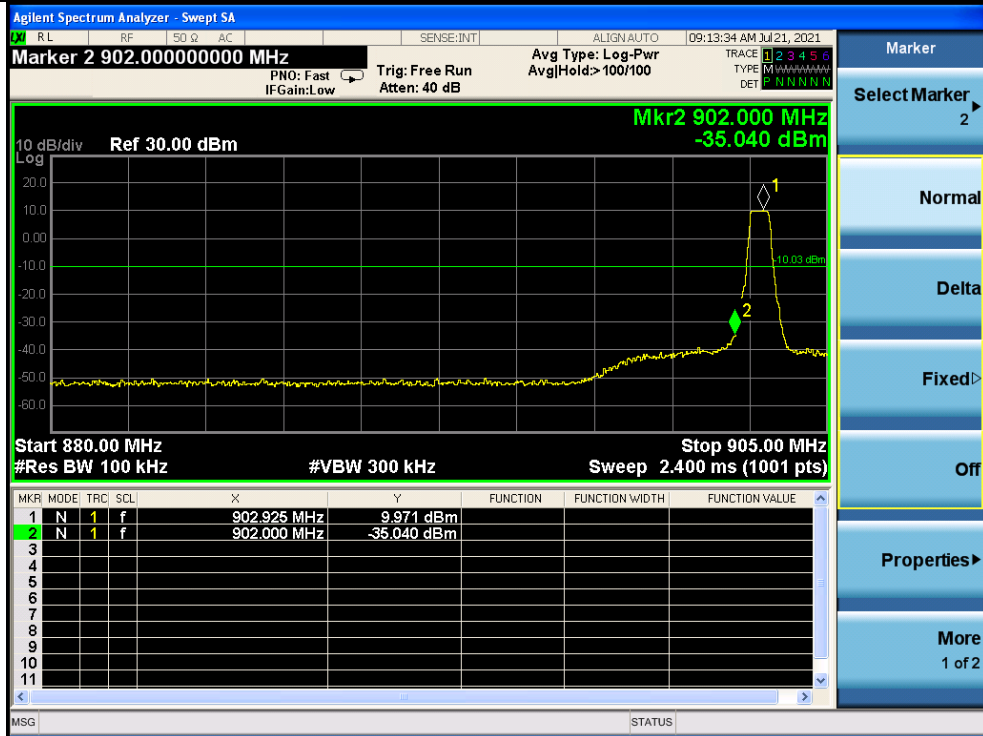 Agilent Spectrum Analyzer - Swept SA
LXI RL RF 50 Ω AC SENSE:INT ALIGN AUTO 09:13:34 AM Jul 21, 2021
Marker 2 902.000000000 MHz
PNO: Fast
IFGain:Low
Trig: Free Run
Atten: 40 dB
Avg Type: Log-Pwr
Avg|Hold:>100/100
TRACE 1 2 3 4 5 6
TYPE M W W W W W
DET P N N N N N
Mkr2 902.000 MHz
-35.040 dBm
10 dB/div Ref 30.00 dBm
Log
20.0
10.0
0.00
-10.0
-20.0
-30.0
-40.0
-50.0
-60.0
1
-10.03 dBm
2
Start 880.00 MHz Stop 905.00 MHz
#Res BW 100 kHz #VBW 300 kHz Sweep 2.400 ms (1001 pts)
MKR MODE TRC SCL X Y FUNCTION FUNCTION WIDTH FUNCTION VALUE
1 N 1 f 902.925 MHz 9.971 dBm
2 N 1 f 902.000 MHz -35.040 dBm
3
4
5
6
7
8
9
10
11
MSG STATUS
Marker
Select Marker
2
Normal
Delta
Fixed
Off
Properties
More
1 of 2